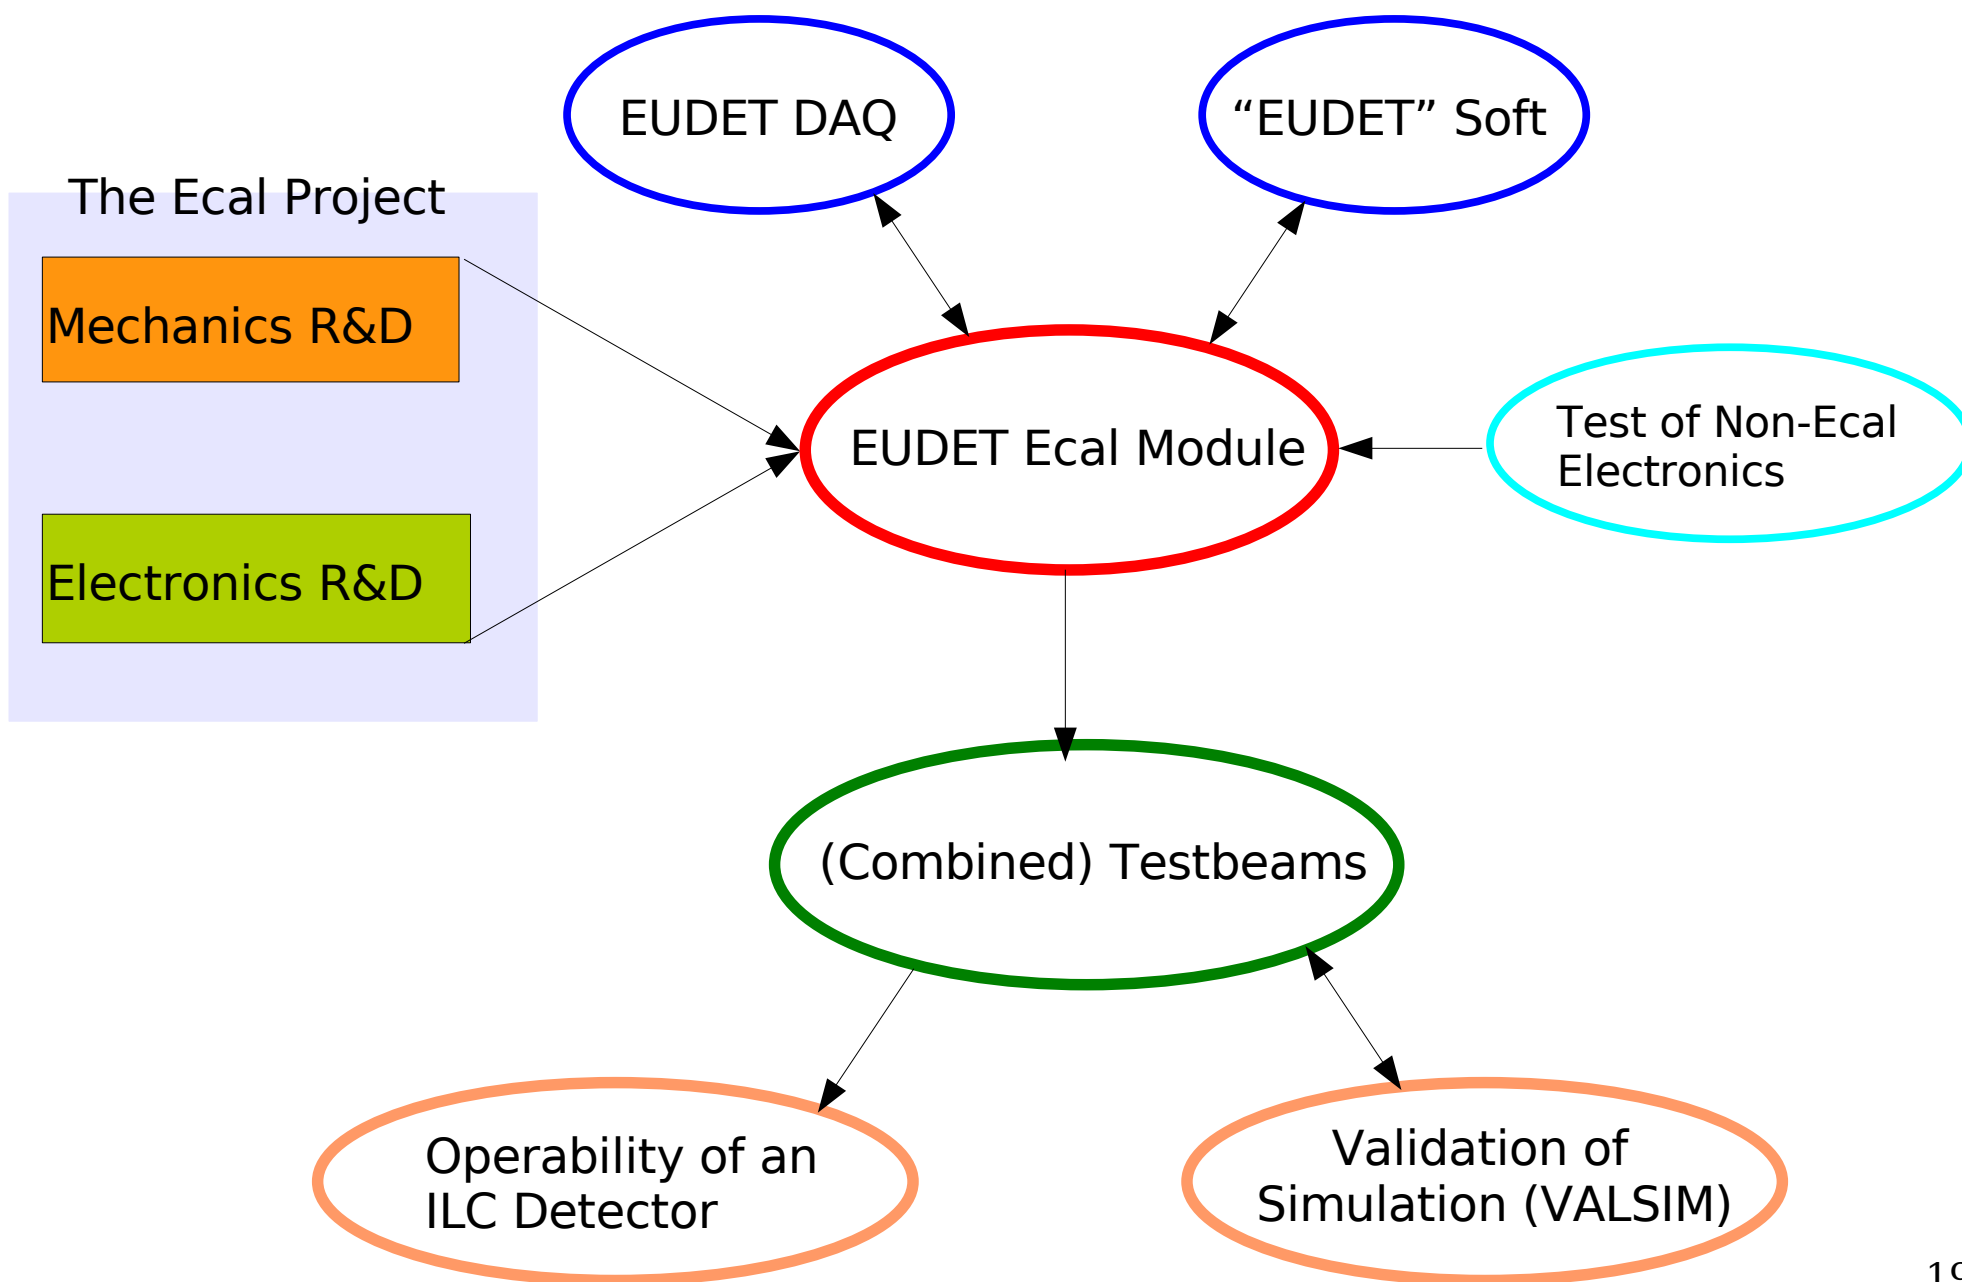 EUDET DAQ
“EUDET” Soft
The Ecal Project
Mechanics R&D
EUDET Ecal Module
Test of Non-Ecal
Electronics
Electronics R&D
(Combined) Testbeams
Operability of an
ILC Detector
Validation of
Simulation (VALSIM)